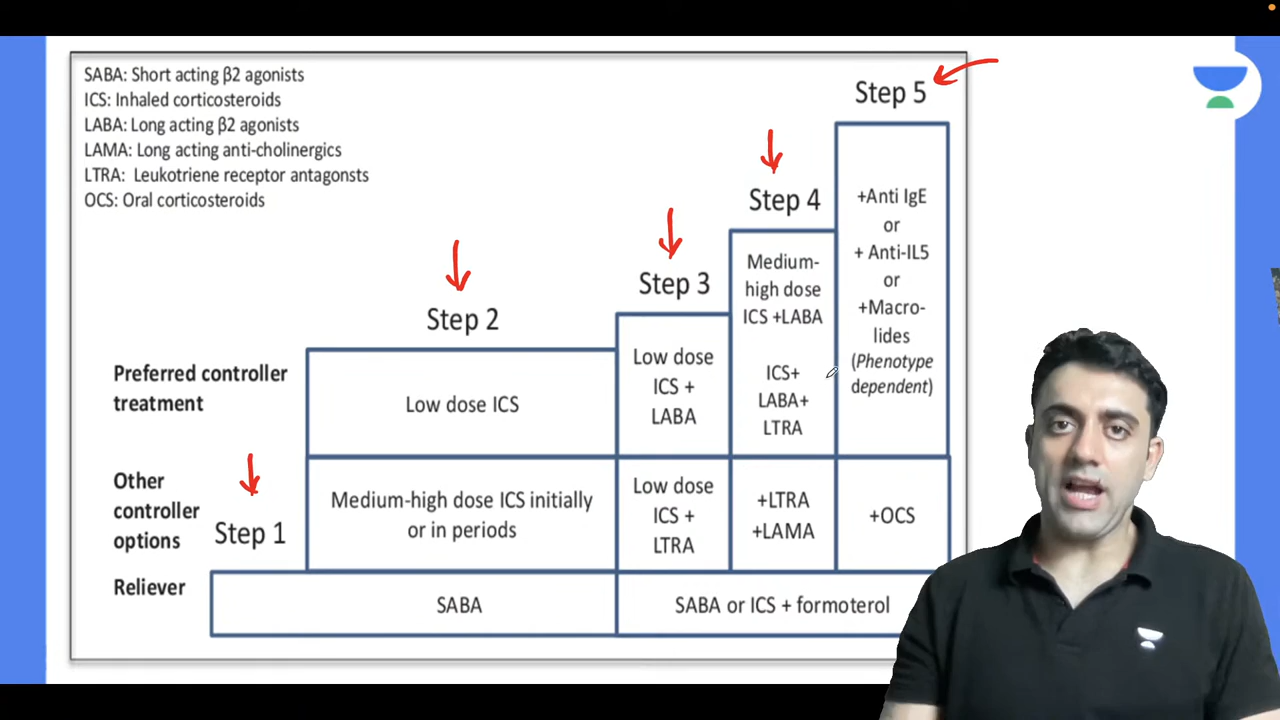 SABA: Short acting β2 agonists
ICS: Inhaled corticosteroids
LABA: Long acting β2 agonists
LAMA: Long acting anti-cholinergics
LTRA: Leukotriene receptor antagonsts
OCS: Oral corticosteroids
Step 5
+Anti IgE
or
+ Anti-IL5
or
+Macro-
lides
(Phenotype
dependent)
Step 4
Medium-
high dose
ICS +LABA
ICS+
LABA+
LTRA
Step 3
Low dose
ICS +
LABA
Step 2
Low dose ICS
Preferred controller
treatment
Other
controller
options
Step 1
Medium-high dose ICS initially
or in periods
Low dose
ICS +
LTRA
+LTRA
+LAMA
+OCS
Reliever
SABA
SABA or ICS + formoterol